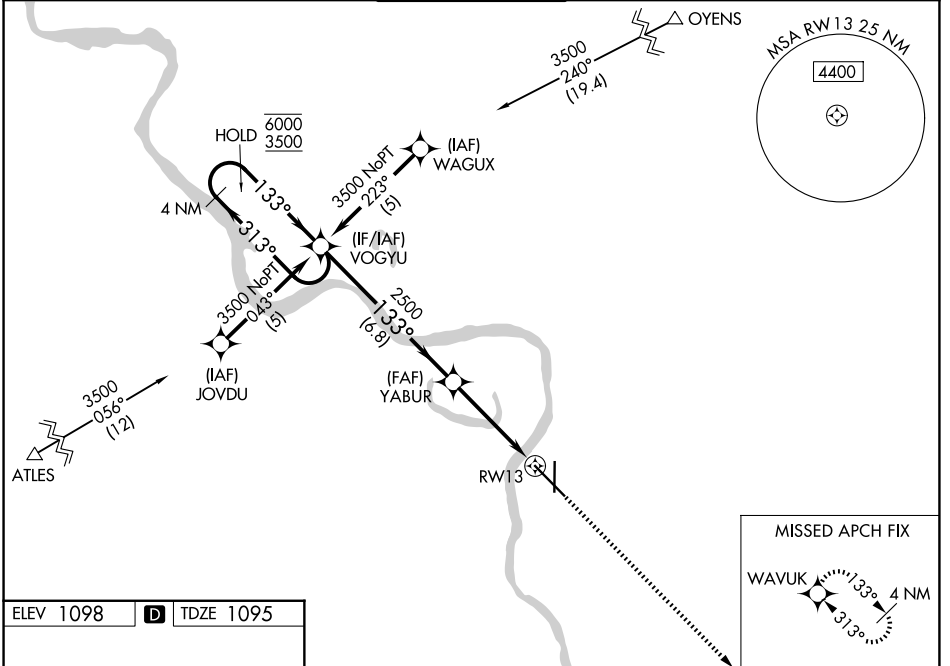 OYENS
3500
240°
(19.4)
MSA RW13 25 NM
4400
HOLD
6000
3500
(IAF)
WAGUX
3500 NoPT
223°
(5)
4 NM
133°
313°
(IF/IAF)
VOGYU
3500 NoPT
043°
(5)
2500
133°
(6.8)
(IAF)
JOVDU
(FAF)
YABUR
3500
056°
(12)
ATLES
RW13
MISSED APCH FIX
WAVUK
133°
4 NM
313°
ELEV 1098 D TDZE 1095